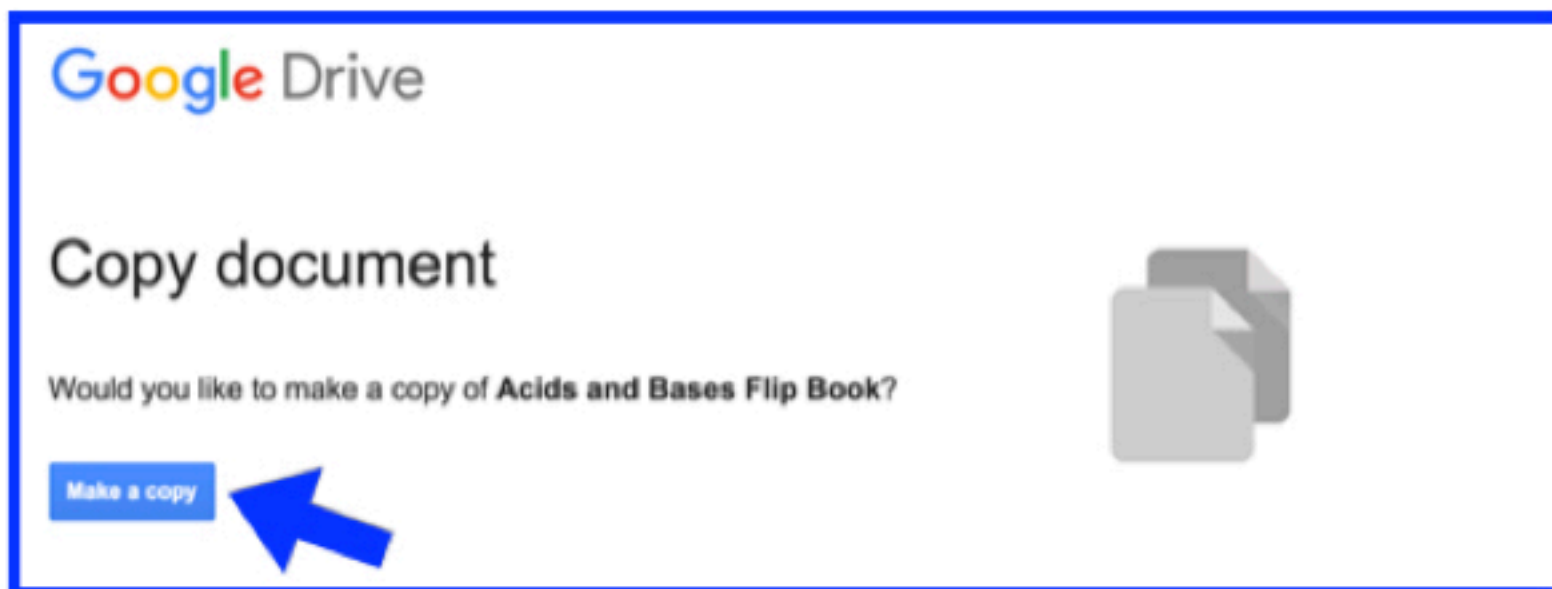 Google Drive
Copy document
Would you like to make a copy of Acids and Bases Flip Book?
Make a copy